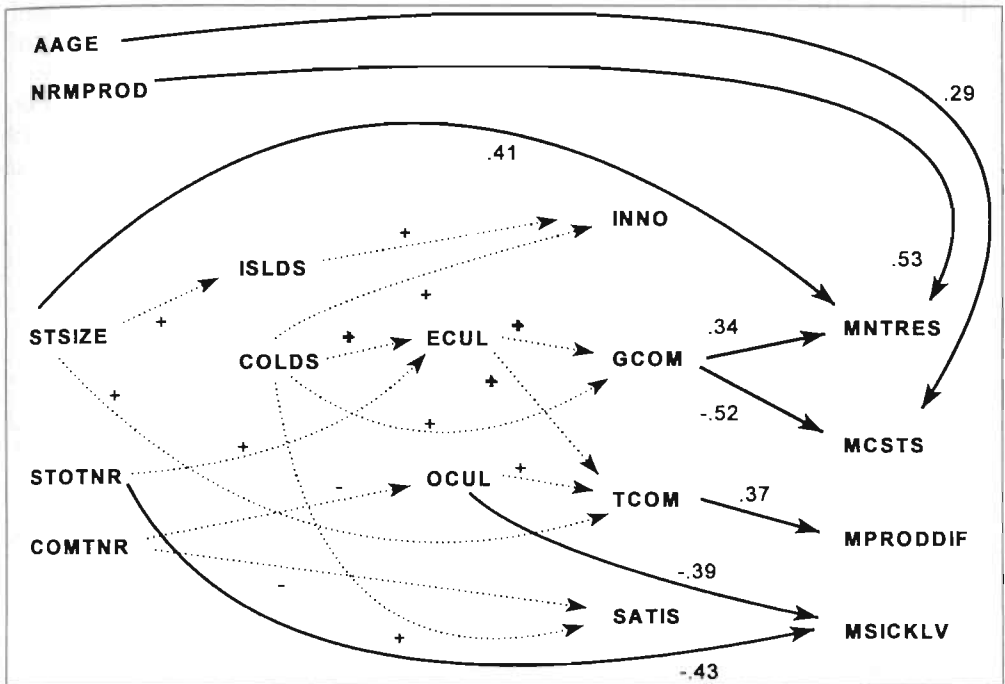 AAGE
NRMPROD
.29
.41
INNO
+
ISLDS
.53
+
+
STSIZE
+
ECUL
+
.34
MNTRES
COLDS
GCOM
+
+
-.52
+
+
MCSTS
STOTNR
OCUL
+
-
TCOM
.37
COMTNR
MPRODDIF
-.39
-
SATIS
MSICKLV
+
-.43